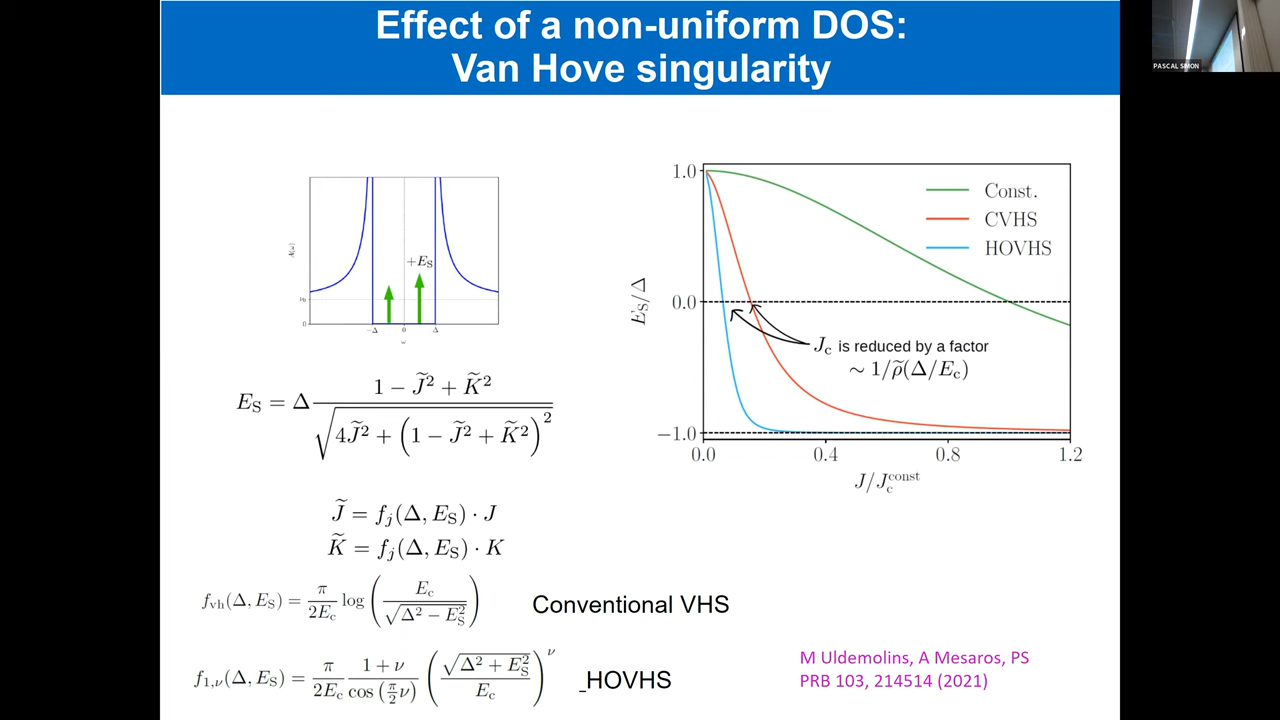 Effect of a non-uniform DOS:
Van Hove singularity
PASCAL SIMON
A(ω)
ν₀
0
+E_S
−Δ 0 Δ
ω
E_S = Δ (1 − J̃² + K̃²) / √(4J̃² + (1 − J̃² + K̃²)²)
J̃ = f_j(Δ, E_S) · J
K̃ = f_j(Δ, E_S) · K
f_vh(Δ, E_S) = π/(2E_c) log (E_c / √(Δ² − E_S²))
Conventional VHS
f_{1,ν}(Δ, E_S) = π/(2E_c) (1 + ν)/cos(π/2 ν) (√(Δ² + E_S²) / E_c)^ν
_HOVHS
1.0
0.0
−1.0
E_S/Δ
Const.
CVHS
HOVHS
J_c is reduced by a factor
∼ 1/ρ̃(Δ/E_c)
0.0 0.4 0.8 1.2
J/J_c^const
M Uldemolins, A Mesaros, PS
PRB 103, 214514 (2021)